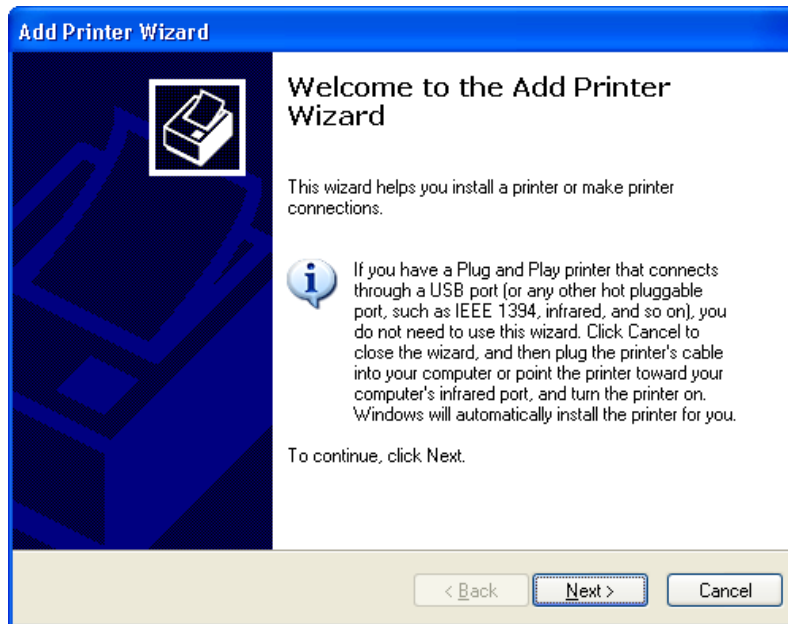 Add Printer Wizard
Welcome to the Add Printer
Wizard
This wizard helps you install a printer or make printer
connections.
If you have a Plug and Play printer that connects
through a USB port (or any other hot pluggable
port, such as IEEE 1394, infrared, and so on), you
do not need to use this wizard. Click Cancel to
close the wizard, and then plug the printer's cable
into your computer or point the printer toward your
computer's infrared port, and turn the printer on.
Windows will automatically install the printer for you.
To continue, click Next.
< Back Next > Cancel